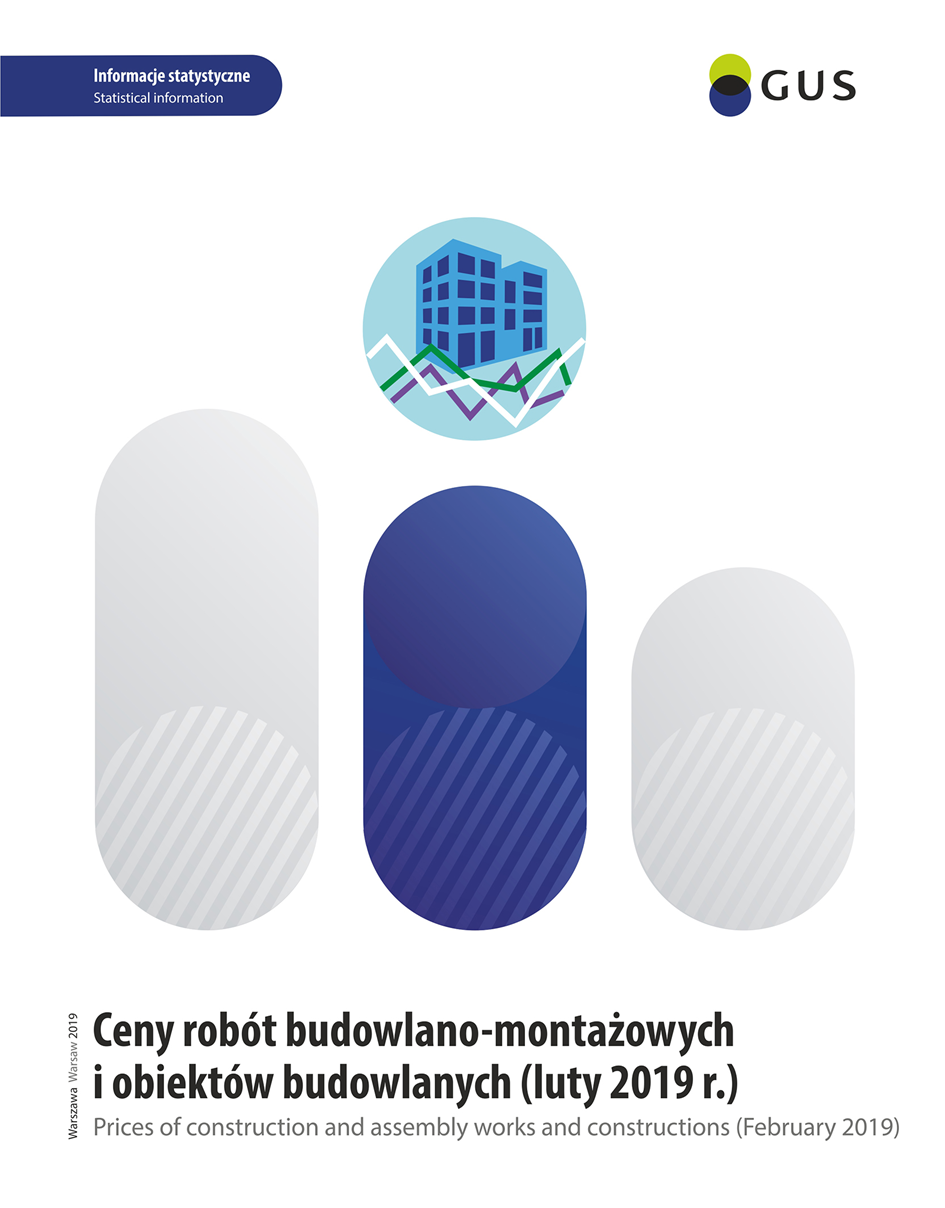 Informacje statystyczne
Statistical information
GUS
Ceny robót budowlano-montażowych
i obiektów budowlanych (luty 2019 r.)
Prices of construction and assembly works and constructions (February 2019)
Warszawa Warsaw 2019